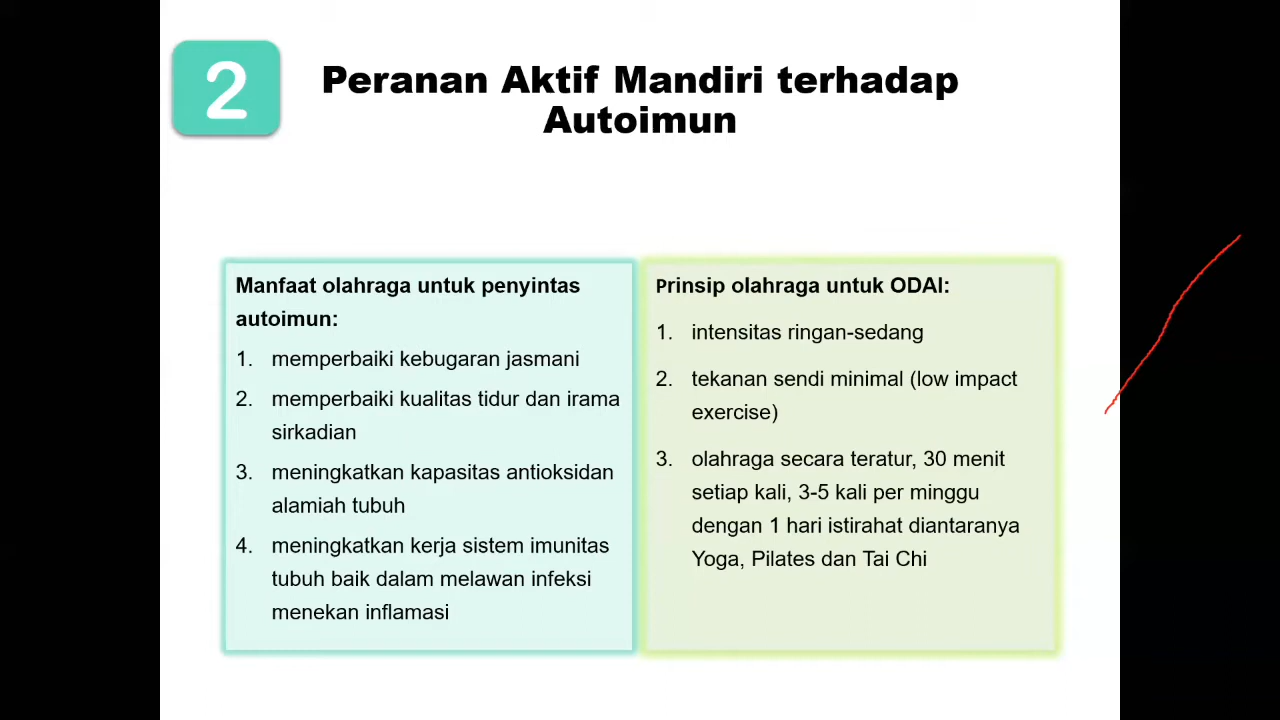 2
Peranan Aktif Mandiri terhadap
Autoimun
Manfaat olahraga untuk penyintas
autoimun:
1. memperbaiki kebugaran jasmani
2. memperbaiki kualitas tidur dan irama
sirkadian
3. meningkatkan kapasitas antioksidan
alamiah tubuh
4. meningkatkan kerja sistem imunitas
tubuh baik dalam melawan infeksi
menekan inflamasi
Prinsip olahraga untuk ODAI:
1. intensitas ringan-sedang
2. tekanan sendi minimal (low impact
exercise)
3. olahraga secara teratur, 30 menit
setiap kali, 3-5 kali per minggu
dengan 1 hari istirahat diantaranya
Yoga, Pilates dan Tai Chi